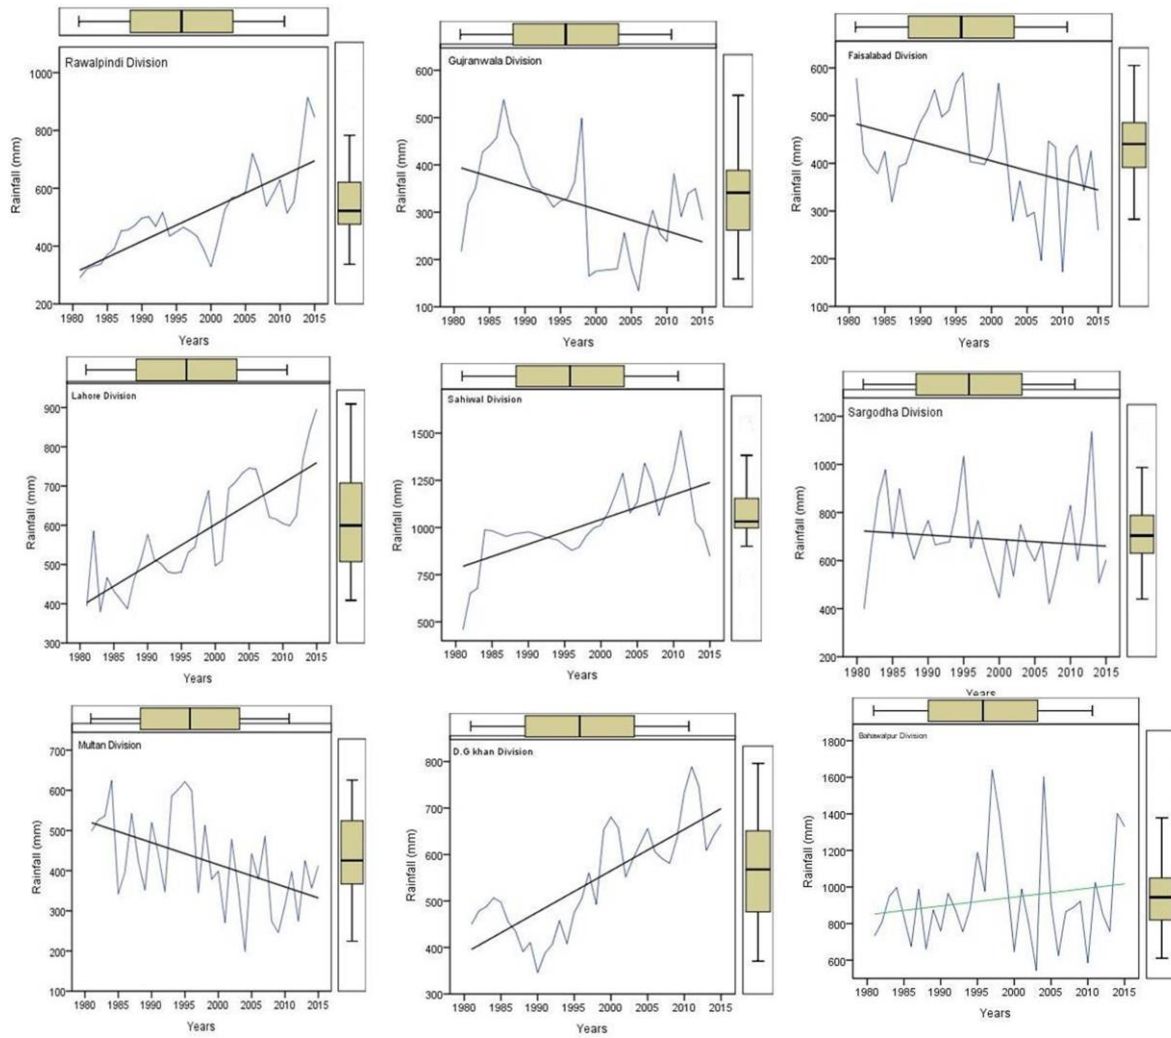 Rawalpindi Division
Rainfall (mm)
1000
800
600
400
200
1980 1985 1990 1995 2000 2005 2010 2015
Years
Gujranwala Division
Rainfall (mm)
600
500
400
300
200
100
1980 1985 1990 1995 2000 2005 2010 2015
Years
Faisalabad Division
Rainfall (mm)
600
500
400
300
200
100
1980 1985 1990 1995 2000 2005 2010 2015
Years
Lahore Division
Rainfall (mm)
900
800
700
600
500
400
300
1980 1985 1990 1995 2000 2005 2010 2015
Years
Sahiwal Division
Rainfall (mm)
1500
1250
1000
750
500
1980 1985 1990 1995 2000 2005 2010 2015
Years
Sargodha Division
Rainfall (mm)
1200
1000
800
600
400
200
1980 1985 1990 1995 2000 2005 2010 2015
Years
Multan Division
Rainfall (mm)
700
600
500
400
300
200
100
1980 1985 1990 1995 2000 2005 2010 2015
Years
D.G khan Division
Rainfall (mm)
800
700
600
500
400
300
1980 1985 1990 1995 2000 2005 2010 2015
Years
Bahawalpur Division
Rainfall (mm)
1800
1600
1400
1200
1000
800
600
1980 1985 1990 1995 2000 2005 2010 2015
Years